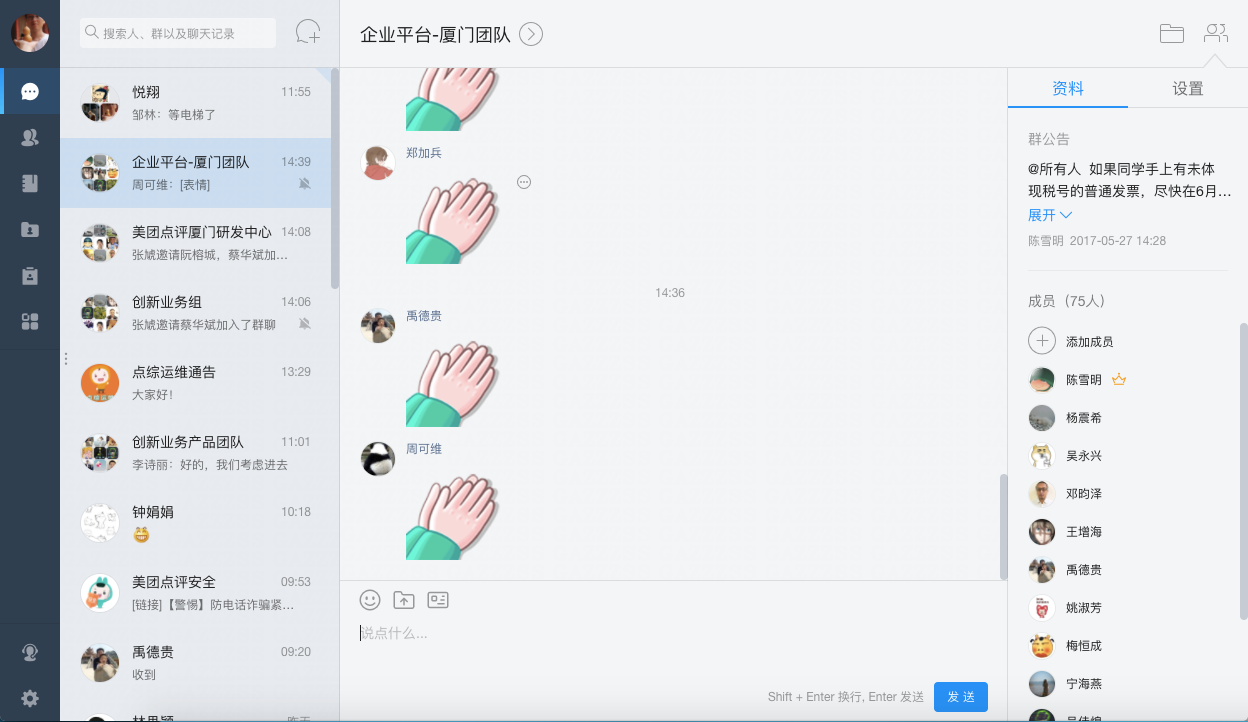 搜索人、群以及聊天记录
悦翔 11:55
邹林：等电梯了
企业平台-厦门团队 14:39
周可维：[表情]
美团点评厦门研发中心 14:08
张虓邀请阮榕城，蔡华斌加…
创新业务组 14:06
张虓邀请蔡华斌加入了群聊
点综运维通告 13:29
大家好！
创新业务产品团队 11:01
李诗丽：好的，我们考虑进去
钟娟娟 10:18
美团点评安全 09:53
[链接]【警惕】防电话诈骗紧…
禹德贵 09:20
收到
企业平台-厦门团队
郑加兵
14:36
禹德贵
周可维
说点什么...
Shift + Enter 换行, Enter 发送
发 送
资料 设置
群公告
@所有人 如果同学手上有未体
现税号的普通发票，尽快在6月...
展开
陈雪明 2017-05-27 14:28
成员（75人）
添加成员
陈雪明
杨震希
吴永兴
邓昀泽
王增海
禹德贵
姚淑芳
梅恒成
宁海燕